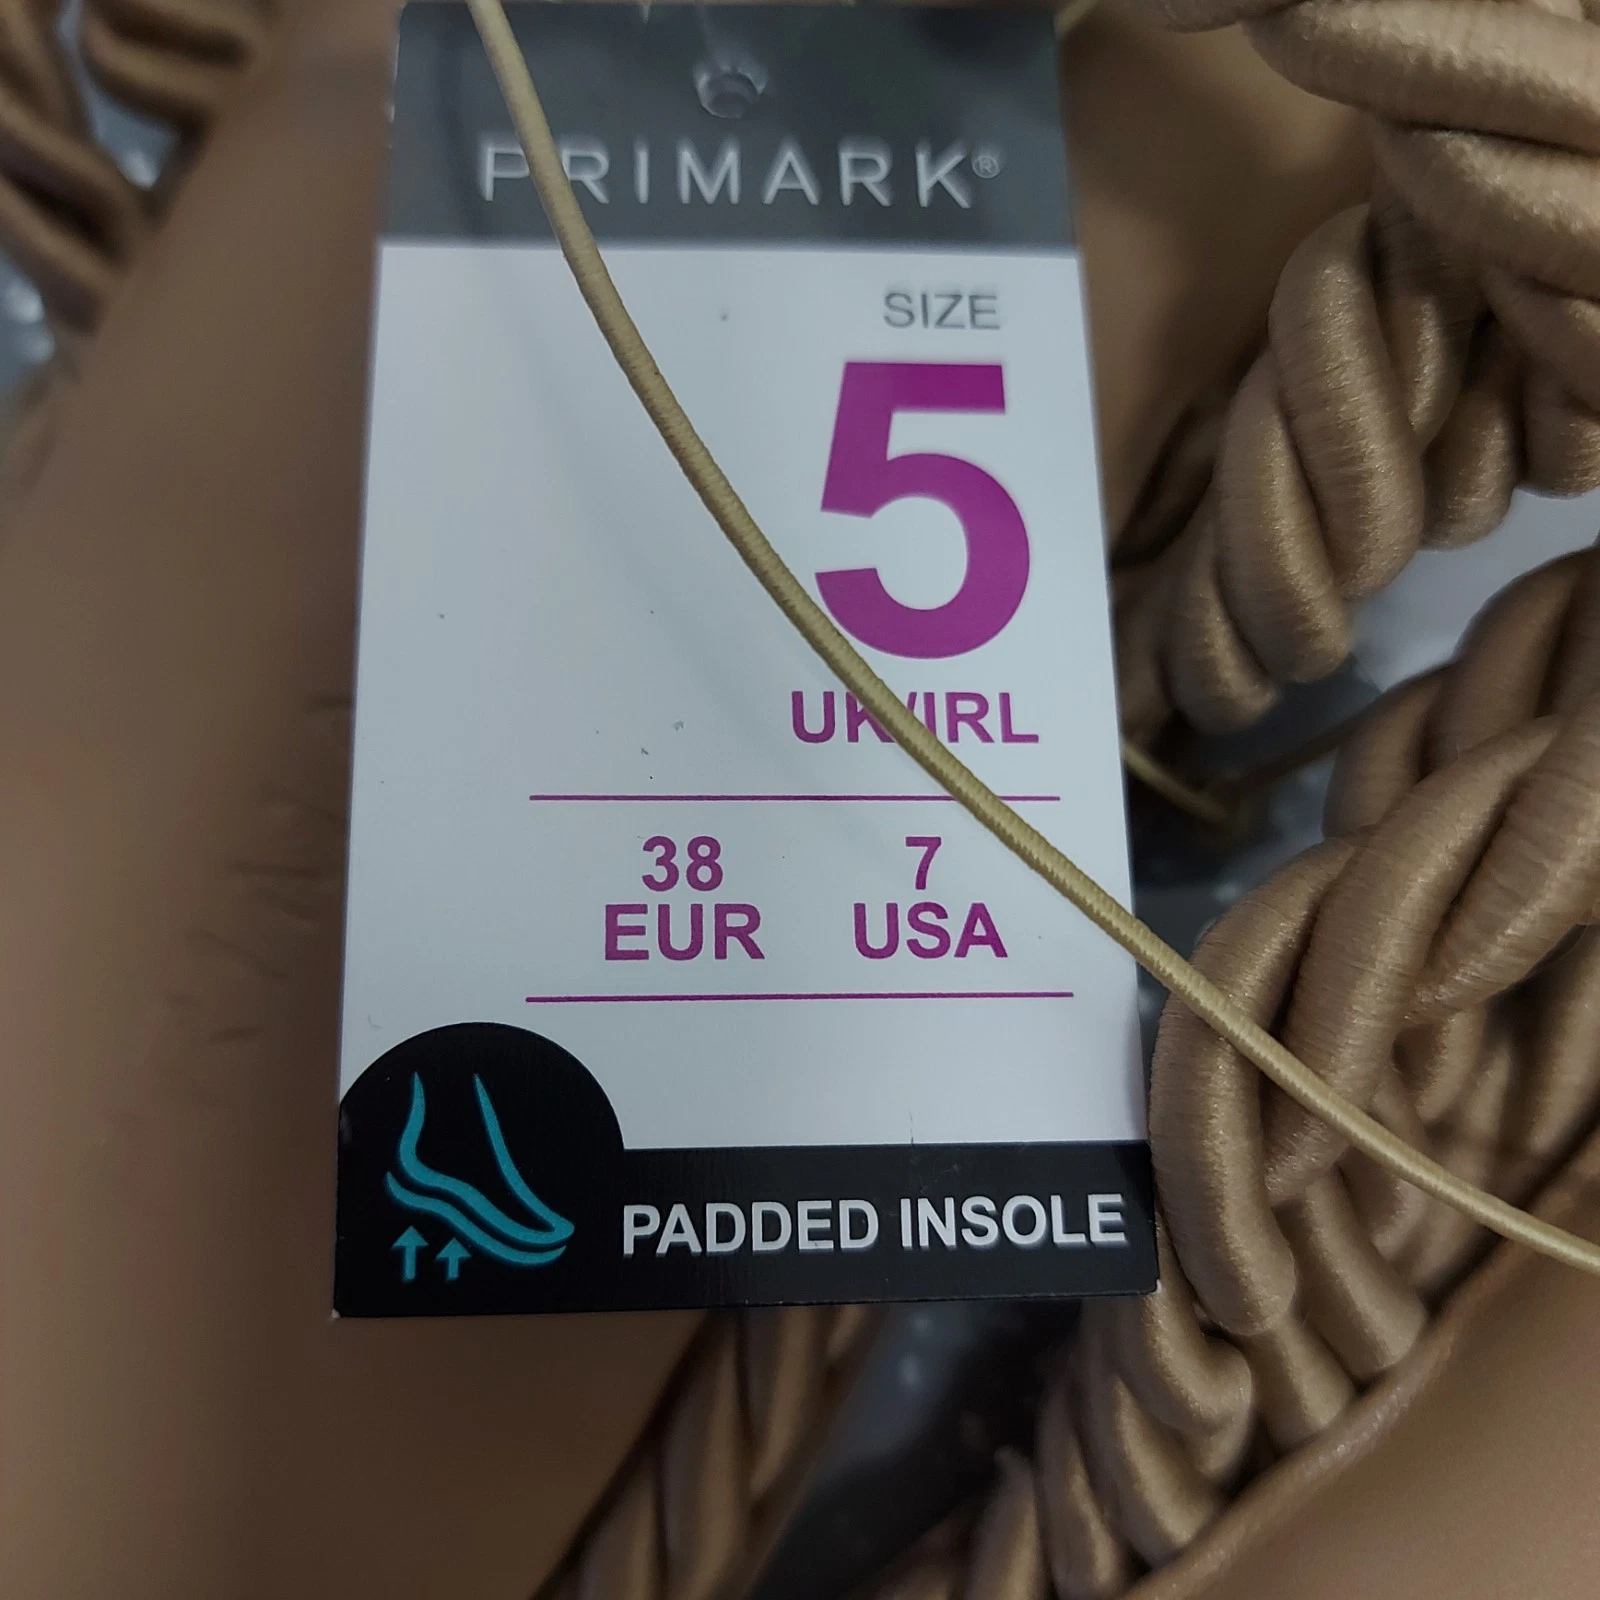 PRIMARK®
SIZE
5
UK/IRL
38 7
EUR USA
PADDED INSOLE